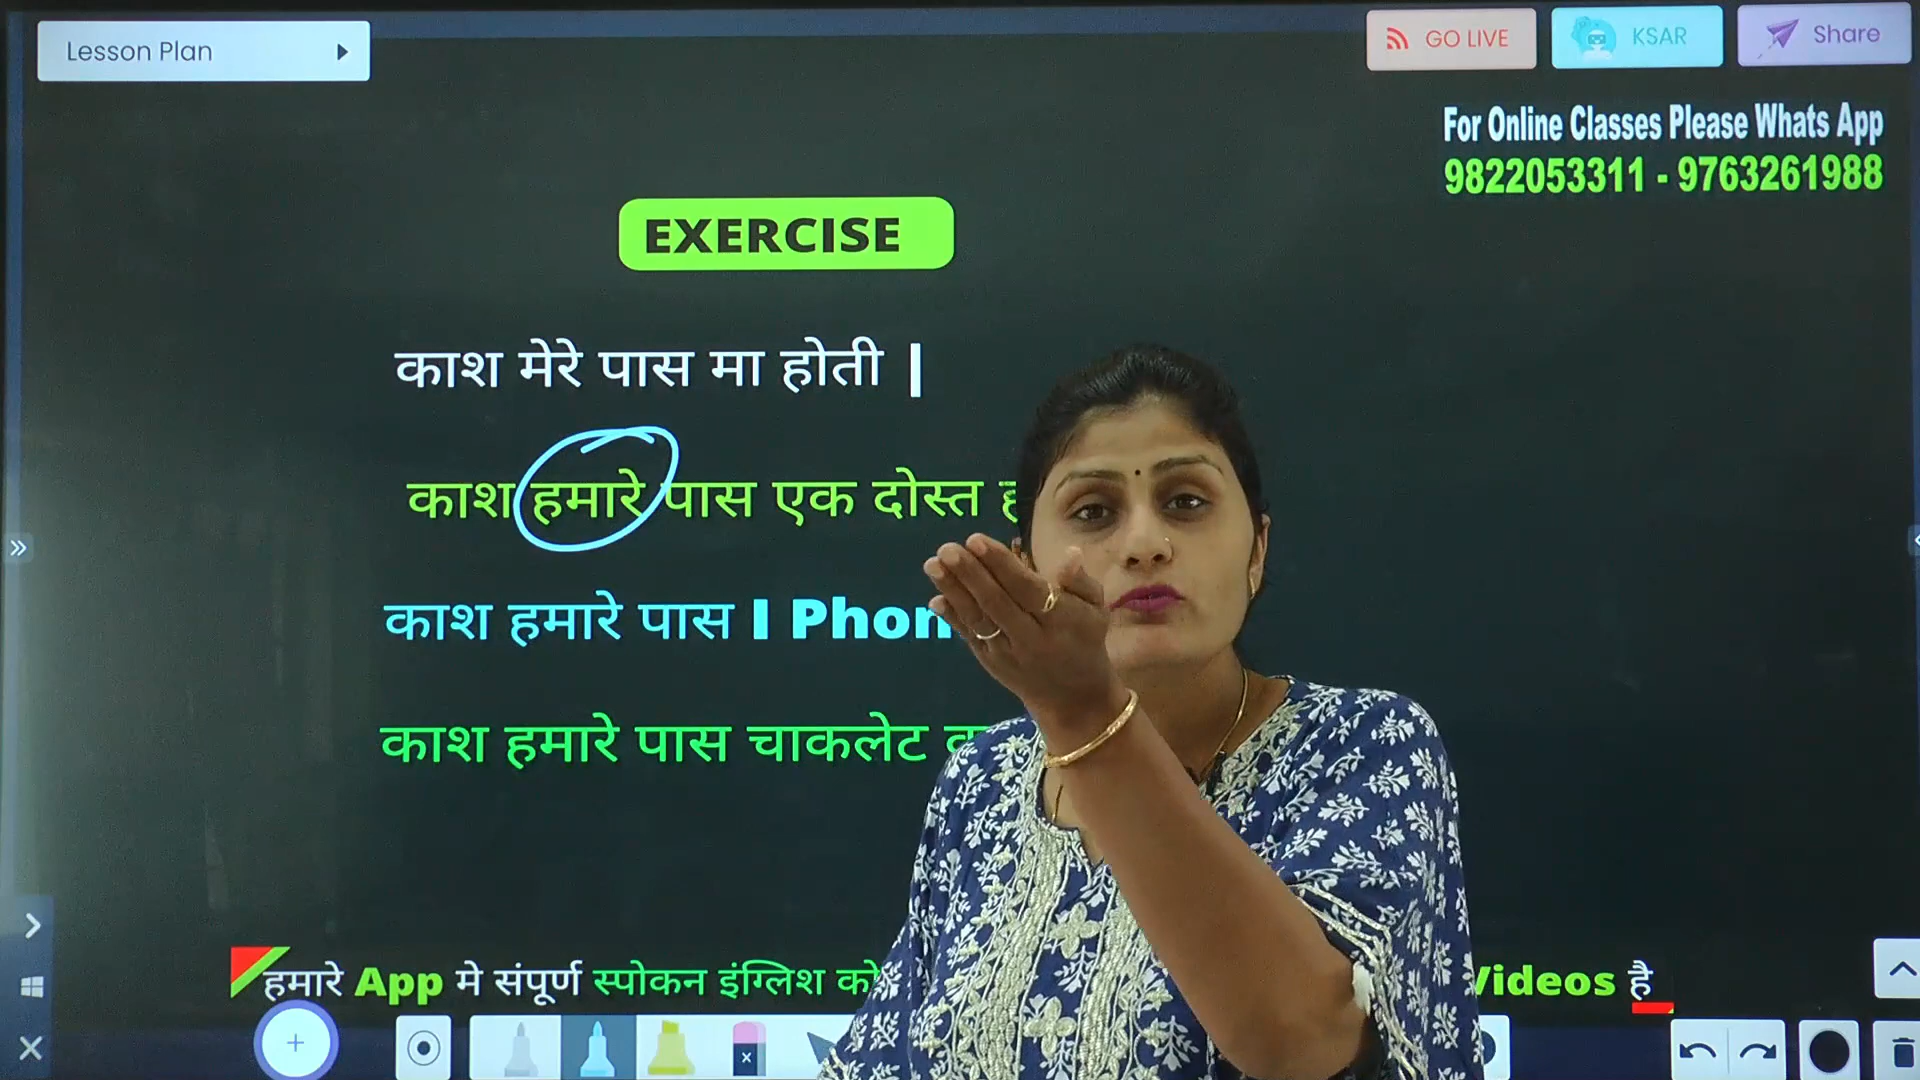 Lesson Plan
GO LIVE
KSAR
Share
For Online Classes Please Whats App
9822053311 - 9763261988
EXERCISE
काश मेरे पास मा होती |
काश हमारे पास एक दोस्त
काश हमारे पास I Phon
काश हमारे पास चाकलेट
हमारे App मे संपूर्ण स्पोकन इंग्लिश Videos है